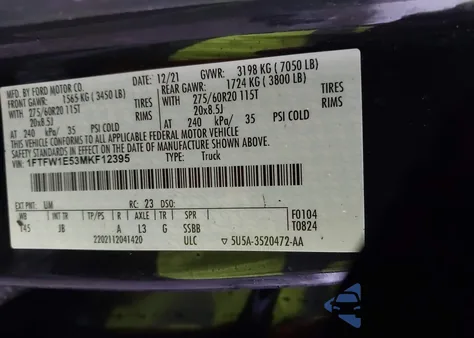 MFD. BY FORD MOTOR CO.
DATE: 12/21 GVWR: 3198 KG ( 7050 LB)
FRONT GAWR: 1565 KG ( 3450 LB) REAR GAWR: 1724 KG ( 3800 LB)
WITH TIRES WITH TIRES
275/60R20 115T RIMS 275/60R20 115T RIMS
20x8.5J 20x8.5J
AT 240 kPa/ 35 PSI COLD AT 240 kPa/ 35 PSI COLD
THIS VEHICLE CONFORMS TO ALL APPLICABLE FEDERAL MOTOR VEHICLE
SAFETY STANDARDS IN EFFECT ON THE DATE OF MANUFACTURE SHOWN ABOVE.
VIN: 1FTFW1E53MKF12395 TYPE: Truck
EXT PNT: UM RC: 23 DSO:
WB INT TR TP/PS R AXLE TR SPR F0104
145 JB A L3 G SSBB T0824
2202112041420 ULC ▽ 5U5A-3520472-AA